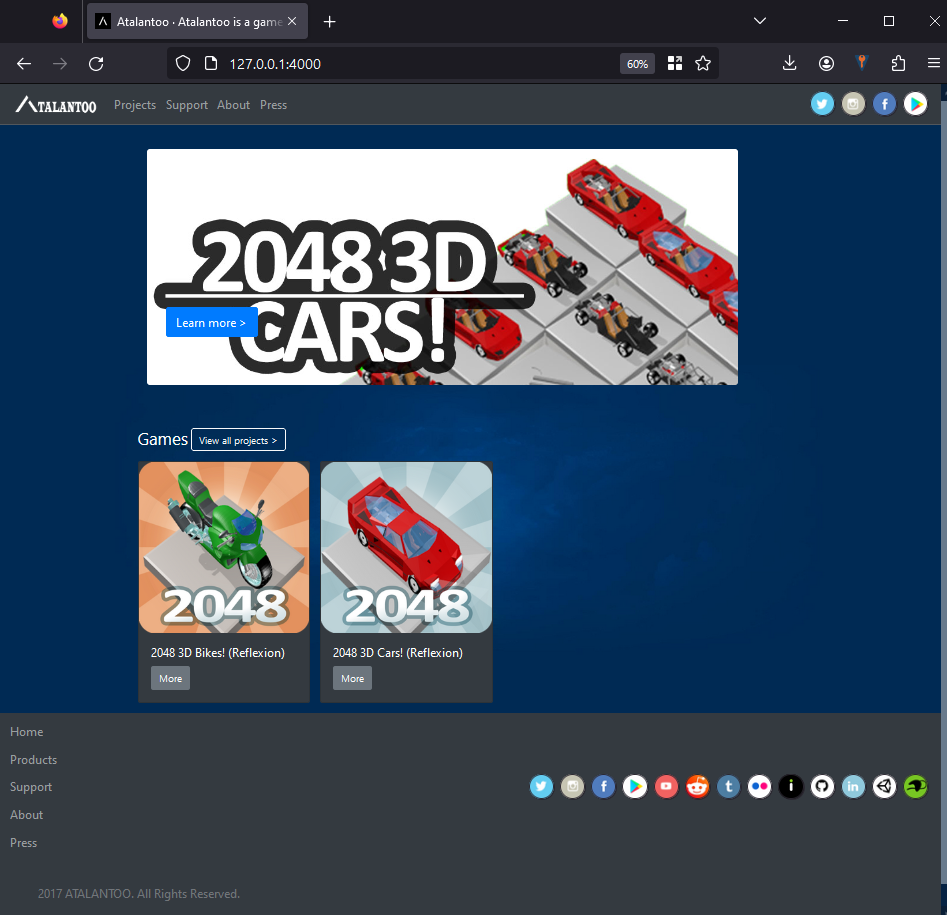 Atalantoo · Atalantoo is a game
127.0.0.1:4000
60%
ATALANTOO
Projects
Support
About
Press
2048 3D
CARS!
Learn more >
Games
View all projects >
2048
2048
2048 3D Bikes! (Reflexion)
2048 3D Cars! (Reflexion)
More
More
Home
Products
Support
About
Press
2017 ATALANTOO. All Rights Reserved.